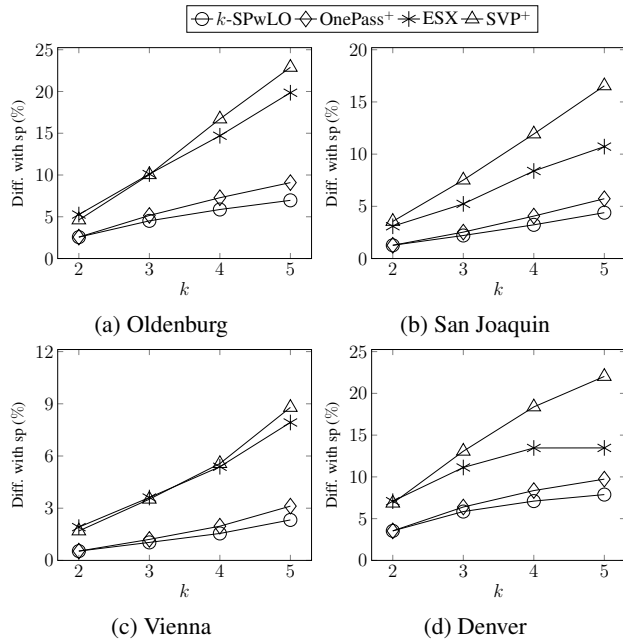 k-SPwLO OnePass+ ESX SVP+
25
20
15
10
5
0
Diff. with sp (%)
2 3 4 5
k
(a) Oldenburg
20
15
10
5
0
Diff. with sp (%)
2 3 4 5
k
(b) San Joaquin
12
9
6
3
0
Diff. with sp (%)
2 3 4 5
k
(c) Vienna
25
20
15
10
5
0
Diff. with sp (%)
2 3 4 5
k
(d) Denver